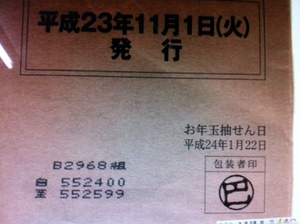 平成23年11月1日(火)
発行
お年玉抽せん日
平成24年1月22日
B2968組
包装者印
自 552400
至 552599
巴